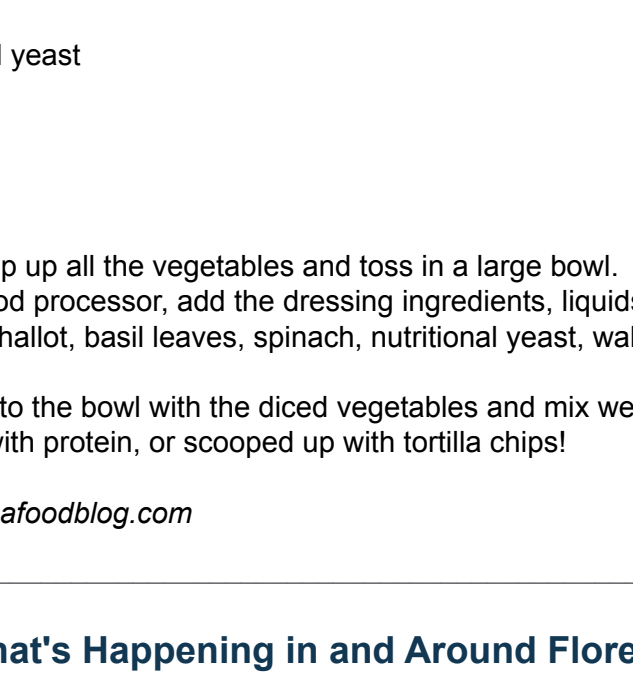 yeast
p up all the vegetables and toss in a large bowl.
od processor, add the dressing ingredients, liquids
hallot, basil leaves, spinach, nutritional yeast, wal
to the bowl with the diced vegetables and mix we
with protein, or scooped up with tortilla chips!
afoodblog.com
hat's Happening in and Around Flore